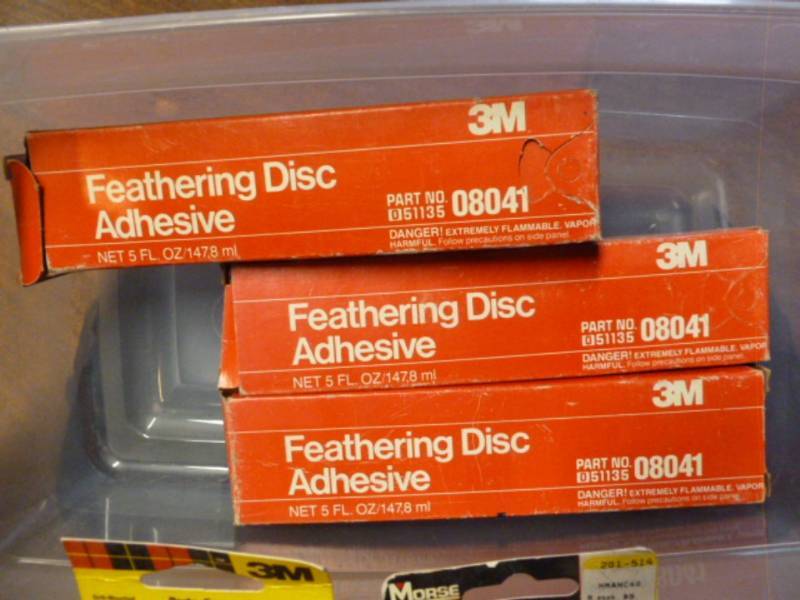 3M
Feathering Disc
Adhesive
PART NO.
051135 08041
DANGER! EXTREMELY FLAMMABLE. VAPOR
HARMFUL. Follow precautions on side panel.
NET 5 FL. OZ/147,8 ml
3M
Feathering Disc
Adhesive
PART NO.
051135 08041
DANGER! EXTREMELY FLAMMABLE. VAPOR
HARMFUL. Follow precautions on side panel.
NET 5 FL. OZ/147,8 ml
3M
Feathering Disc
Adhesive
PART NO.
051135 08041
DANGER! EXTREMELY FLAMMABLE. VAPOR
HARMFUL. Follow precautions on side panel.
NET 5 FL. OZ/147,8 ml
3M
MORSE
201-514